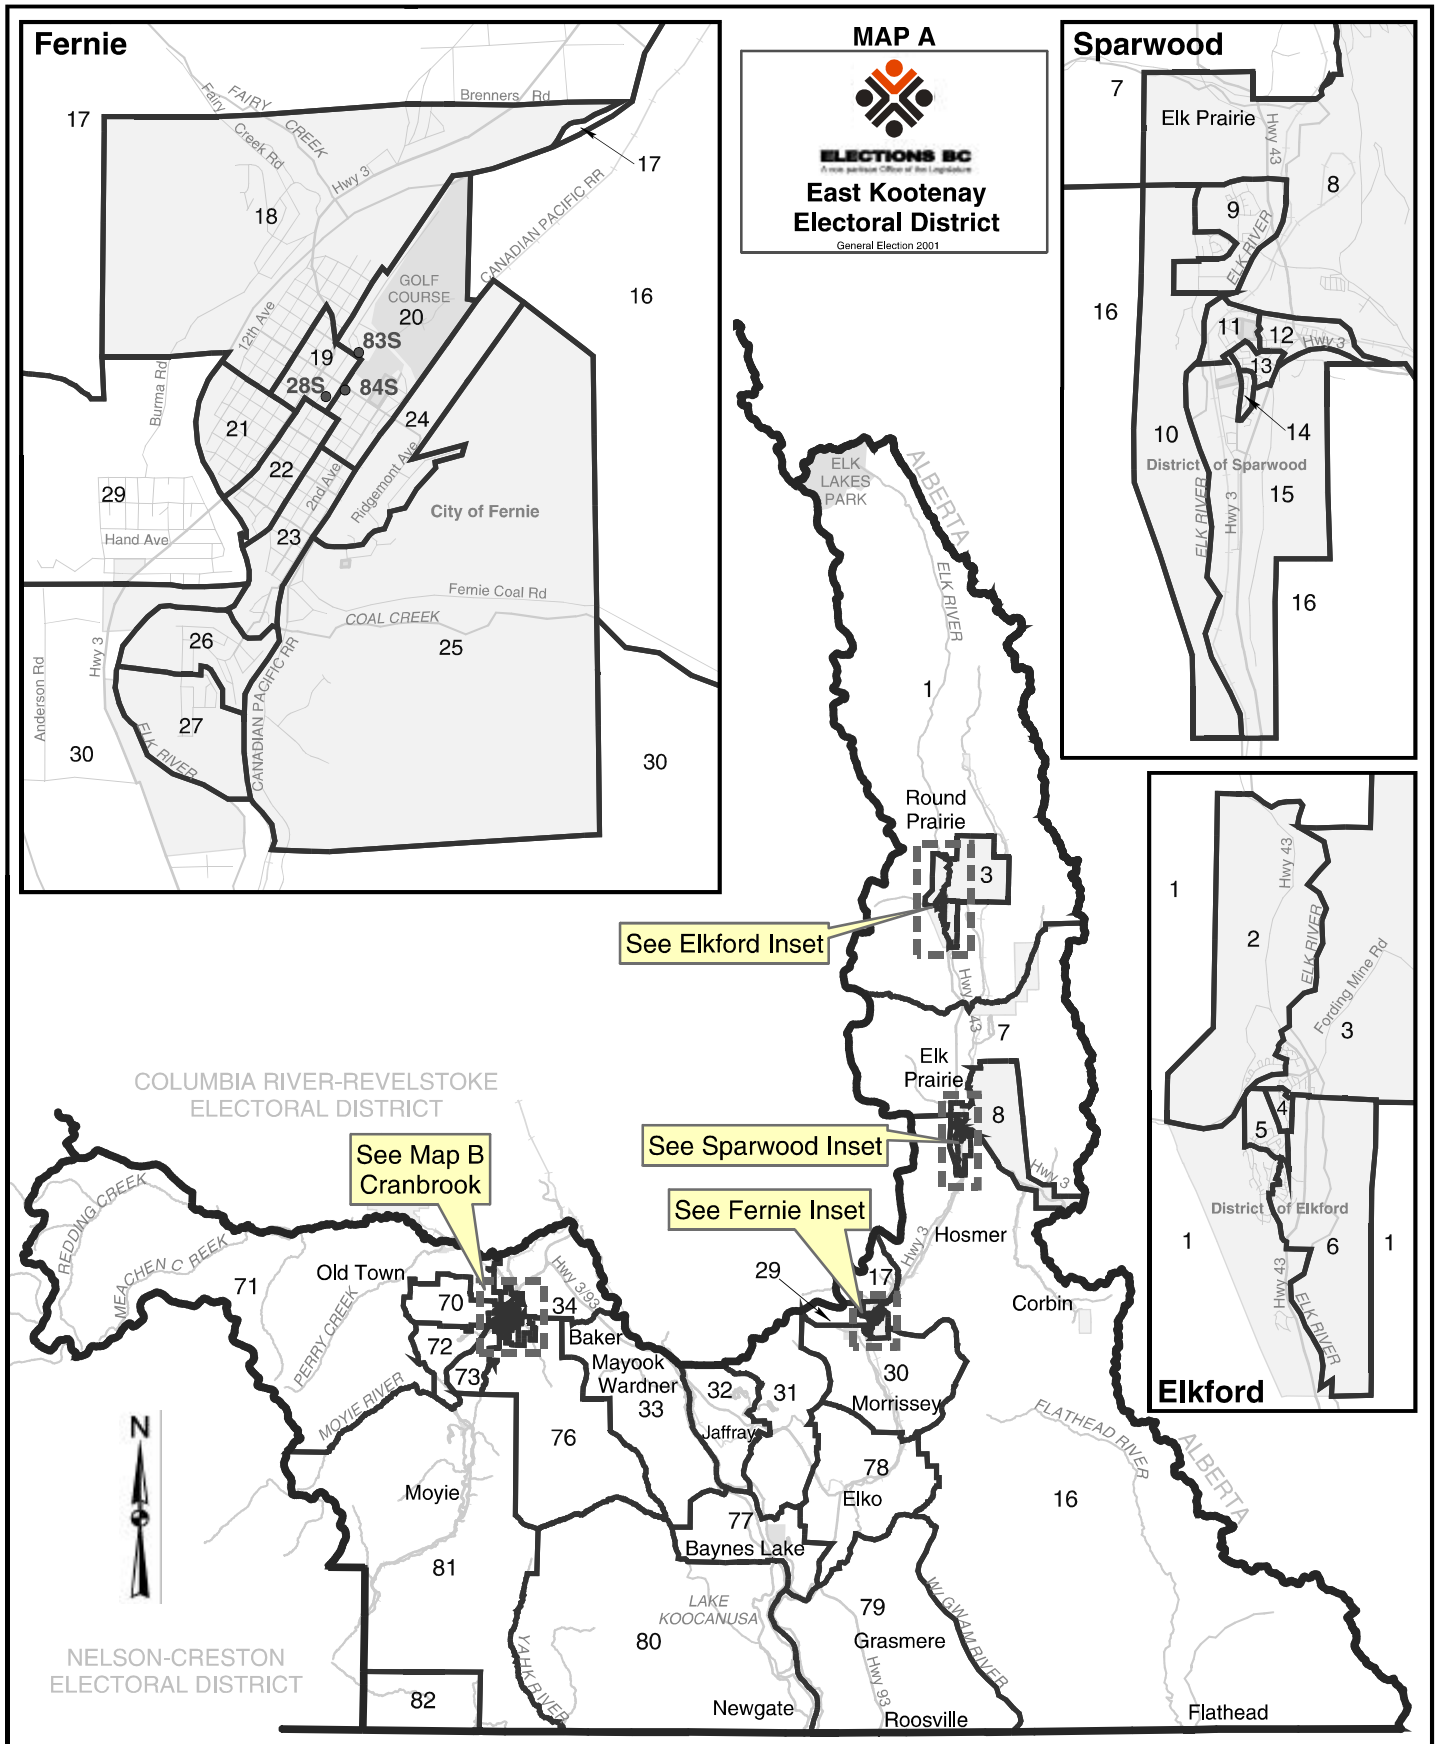 Fernie
17
FAIRY
CREEK
Fairy
Creek Rd
Brenners Rd
Hwy 3
17
18
CANADIAN PACIFIC RR
GOLF
COURSE
20
16
12th Ave
83S
19
28S
84S
Burma Rd
21
24
22
2nd Ave
Ridgemont Ave
29
City of Fernie
Hand Ave
23
Fernie Coal Rd
COAL CREEK
26
25
Hwy 3
Anderson Rd
CANADIAN PACIFIC RR
27
ELK RIVER
30
30
MAP A
ELECTIONS BC
A non partisan Office of the Legislature
East Kootenay
Electoral District
General Election 2001
Sparwood
7
Elk Prairie
Hwy 43
8
9
ELK RIVER
16
11
12
Hwy 3
13
14
10
District of Sparwood
15
ELK RIVER
Hwy 3
16
Elkford
1
Hwy 43
2
ELK RIVER
Fording Mine Rd
3
4
5
District of Elkford
1
6
1
Hwy 43
ELK RIVER
ELK
LAKES
PARK
ALBERTA
ELK RIVER
1
Round
Prairie
3
See Elkford Inset
Hwy 43
7
Elk
Prairie
8
See Sparwood Inset
Hwy 3
See Fernie Inset
Hwy 3
Hosmer
29
17
Corbin
COLUMBIA RIVER-REVELSTOKE
ELECTORAL DISTRICT
See Map B
Cranbrook
REDDING CREEK
MEACHEN C REEK
71
Old Town
PERRY CREEK
70
Hwy 3/93
34
Baker
72
Mayook
73
Wardner
32
31
30
33
Morrissey
MOYIE RIVER
Jaffray
FLATHEAD RIVER
ALBERTA
N
76
78
Moyie
Elko
16
77
Baynes Lake
81
LAKE
KOOCANUSA
79
WIGWAM RIVER
80
Grasmere
NELSON-CRESTON
ELECTORAL DISTRICT
YAHK RIVER
Hwy 93
82
Newgate
Roosville
Flathead